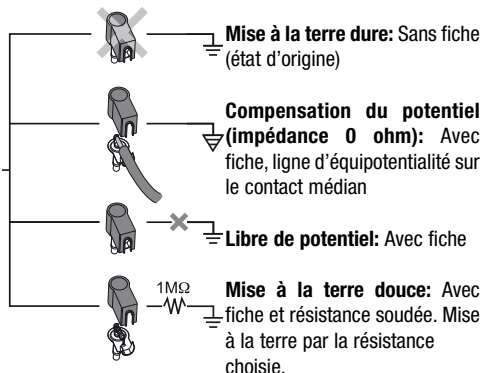 Mise à la terre dure: Sans fiche
(état d'origine)
Compensation du potentiel
(impédance 0 ohm): Avec
fiche, ligne d'équipotentialité sur
le contact médian
Libre de potentiel: Avec fiche
1MΩ
Mise à la terre douce: Avec
fiche et résistance soudée. Mise
à la terre par la résistance
choisie.